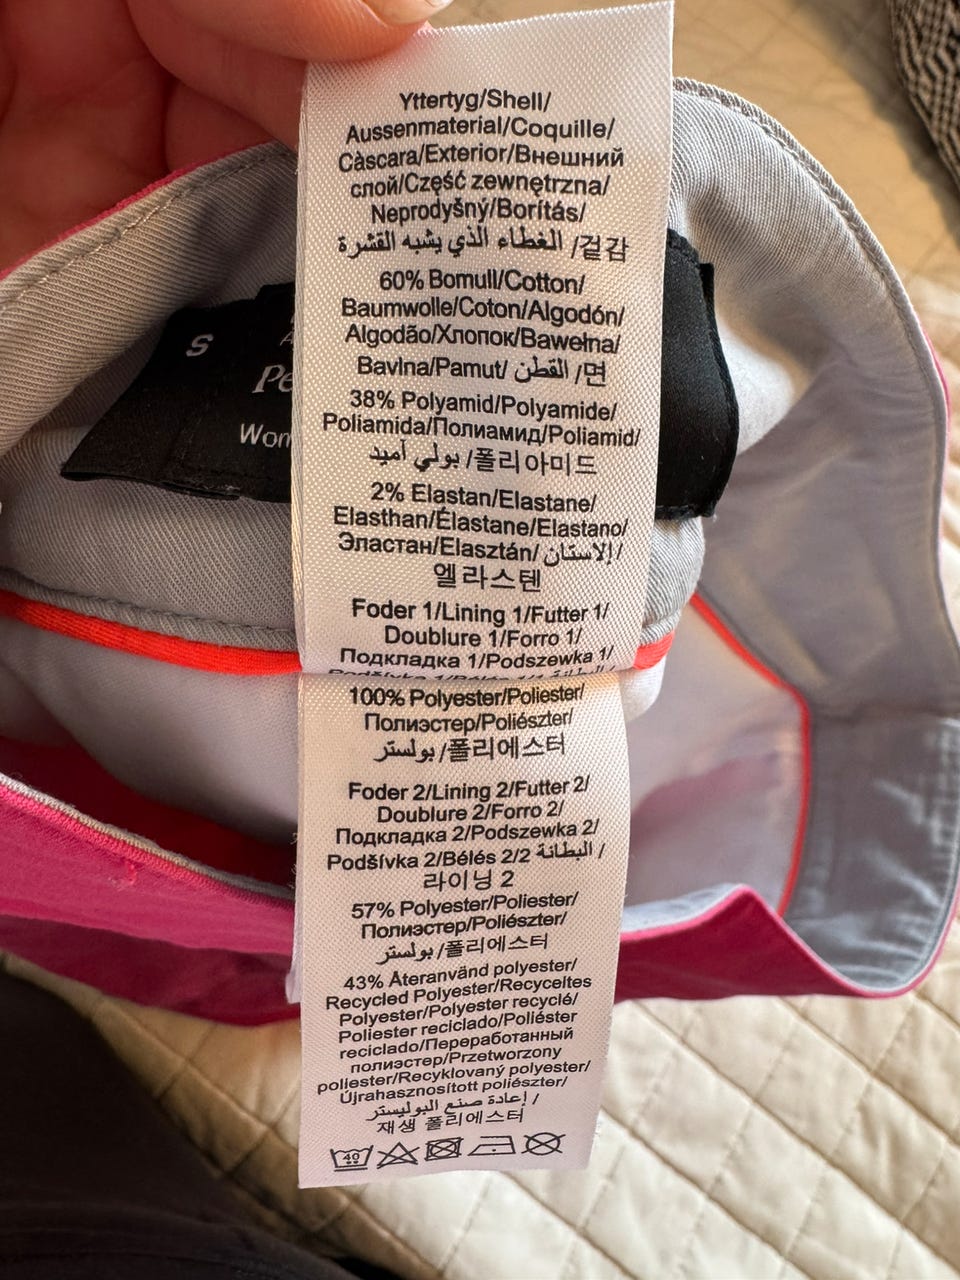 Yttertyg/Shell/
Aussenmaterial/Coquille/
Càscara/Exterior/Внешний
слой/Część zewnętrzna/
Neprodyšný/Borítás/
الغطاء الذي يشبه القشرة /겉감
60% Bomull/Cotton/
Baumwolle/Coton/Algodón/
Algodão/Хлопок/Bawełna/
Bavlna/Pamut/ القطن /면
38% Polyamid/Polyamide/
Poliamida/Полиамид/Poliamid/
بولي أميد /폴리아미드
2% Elastan/Elastane/
Elasthan/Élastane/Elastano/
Эластан/Elasztán/ إلاستان/
엘라스텐
Foder 1/Lining 1/Futter 1/
Doublure 1/Forro 1/
Подкладка 1/Podszewka 1/
100% Polyester/Poliester/
Полиэстер/Poliészter/
بولستر /폴리에스터
Foder 2/Lining 2/Futter 2/
Doublure 2/Forro 2/
Подкладка 2/Podszewka 2/
Podšívka 2/Bélés 2/2 البطانة /
라이닝 2
57% Polyester/Poliester/
Полиэстер/Poliészter/
بولستر /폴리에스터
43% Återanvänd polyester/
Recycled Polyester/Recyceltes
Polyester/Polyester recyclé/
Poliester reciclado/Poliéster
reciclado/Переработанный
полиэстер/Przetworzony
poliester/Recyklovaný polyester/
Újrahasznosított poliészter/
إعادة صنع البوليستر /
재생 폴리에스터
40
S